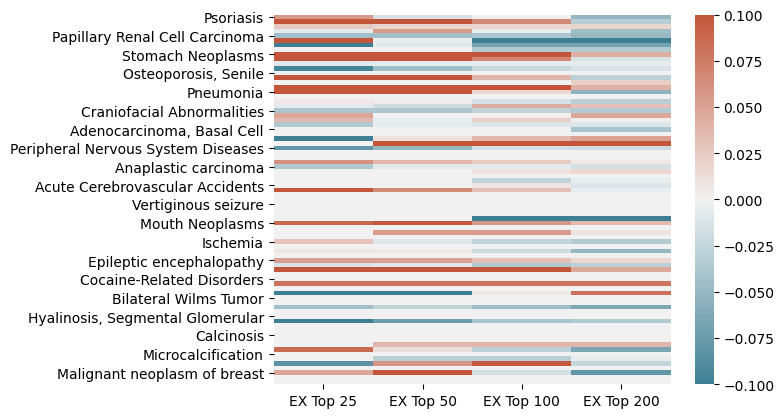 Psoriasis
Papillary Renal Cell Carcinoma
Stomach Neoplasms
Osteoporosis, Senile
Pneumonia
Craniofacial Abnormalities
Adenocarcinoma, Basal Cell
Peripheral Nervous System Diseases
Anaplastic carcinoma
Acute Cerebrovascular Accidents
Vertiginous seizure
Mouth Neoplasms
Ischemia
Epileptic encephalopathy
Cocaine-Related Disorders
Bilateral Wilms Tumor
Hyalinosis, Segmental Glomerular
Calcinosis
Microcalcification
Malignant neoplasm of breast
EX Top 25 EX Top 50 EX Top 100 EX Top 200
0.100
0.075
0.050
0.025
0.000
−0.025
−0.050
−0.075
−0.100